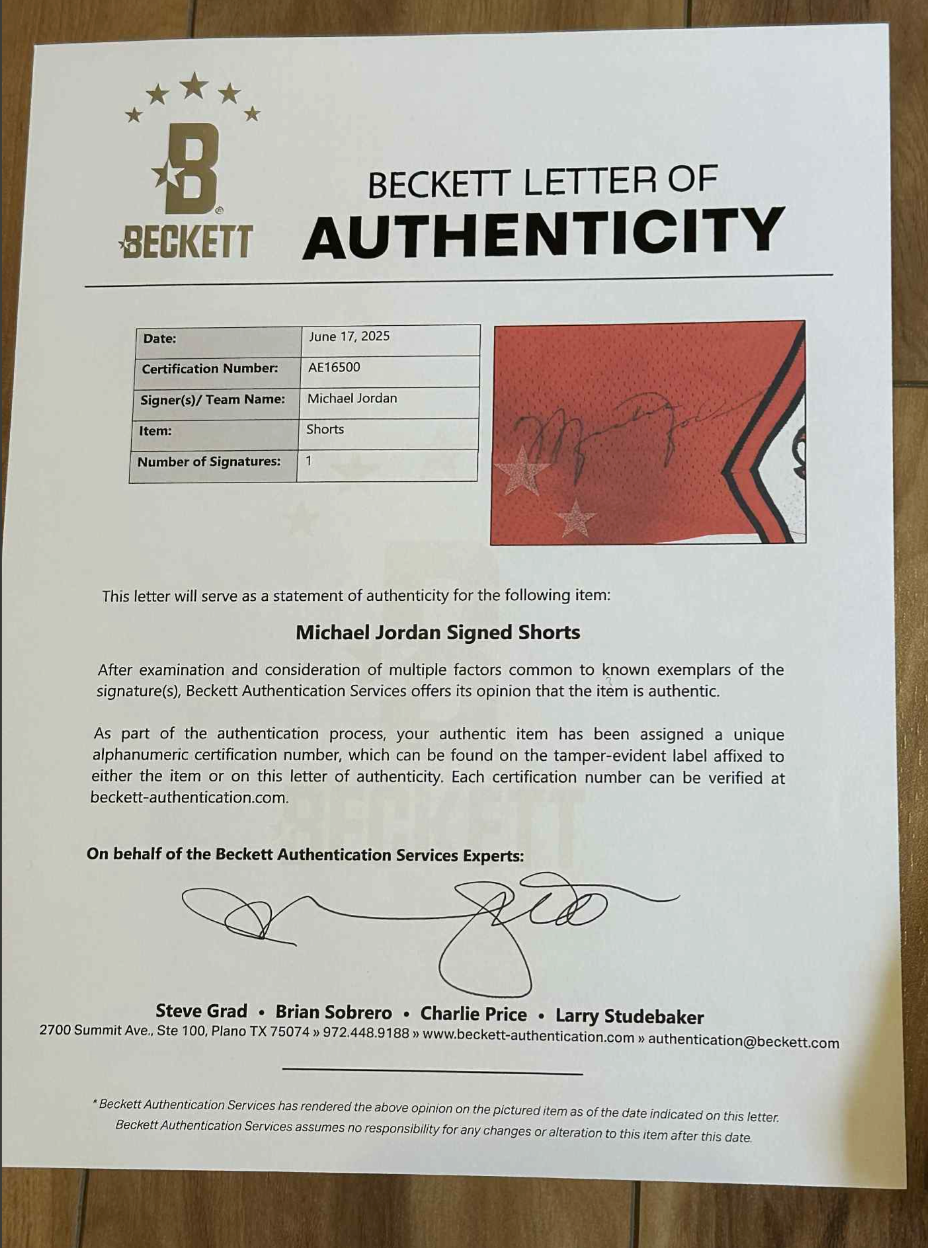 B
BECKETT
BECKETT LETTER OF
AUTHENTICITY
Date: June 17, 2025
Certification Number: AE16500
Signer(s)/ Team Name: Michael Jordan
Item: Shorts
Number of Signatures: 1
Michael Jordan
This letter will serve as a statement of authenticity for the following item:
Michael Jordan Signed Shorts
After examination and consideration of multiple factors common to known exemplars of the
signature(s), Beckett Authentication Services offers its opinion that the item is authentic.
As part of the authentication process, your authentic item has been assigned a unique
alphanumeric certification number, which can be found on the tamper-evident label affixed to
either the item or on this letter of authenticity. Each certification number can be verified at
beckett-authentication.com.
BECKETT
On behalf of the Beckett Authentication Services Experts:
Steve Grad • Brian Sobrero • Charlie Price • Larry Studebaker
2700 Summit Ave., Ste 100, Plano TX 75074 » 972.448.9188 » www.beckett-authentication.com » authentication@beckett.com
* Beckett Authentication Services has rendered the above opinion on the pictured item as of the date indicated on this letter.
Beckett Authentication Services assumes no responsibility for any changes or alteration to this item after this date.